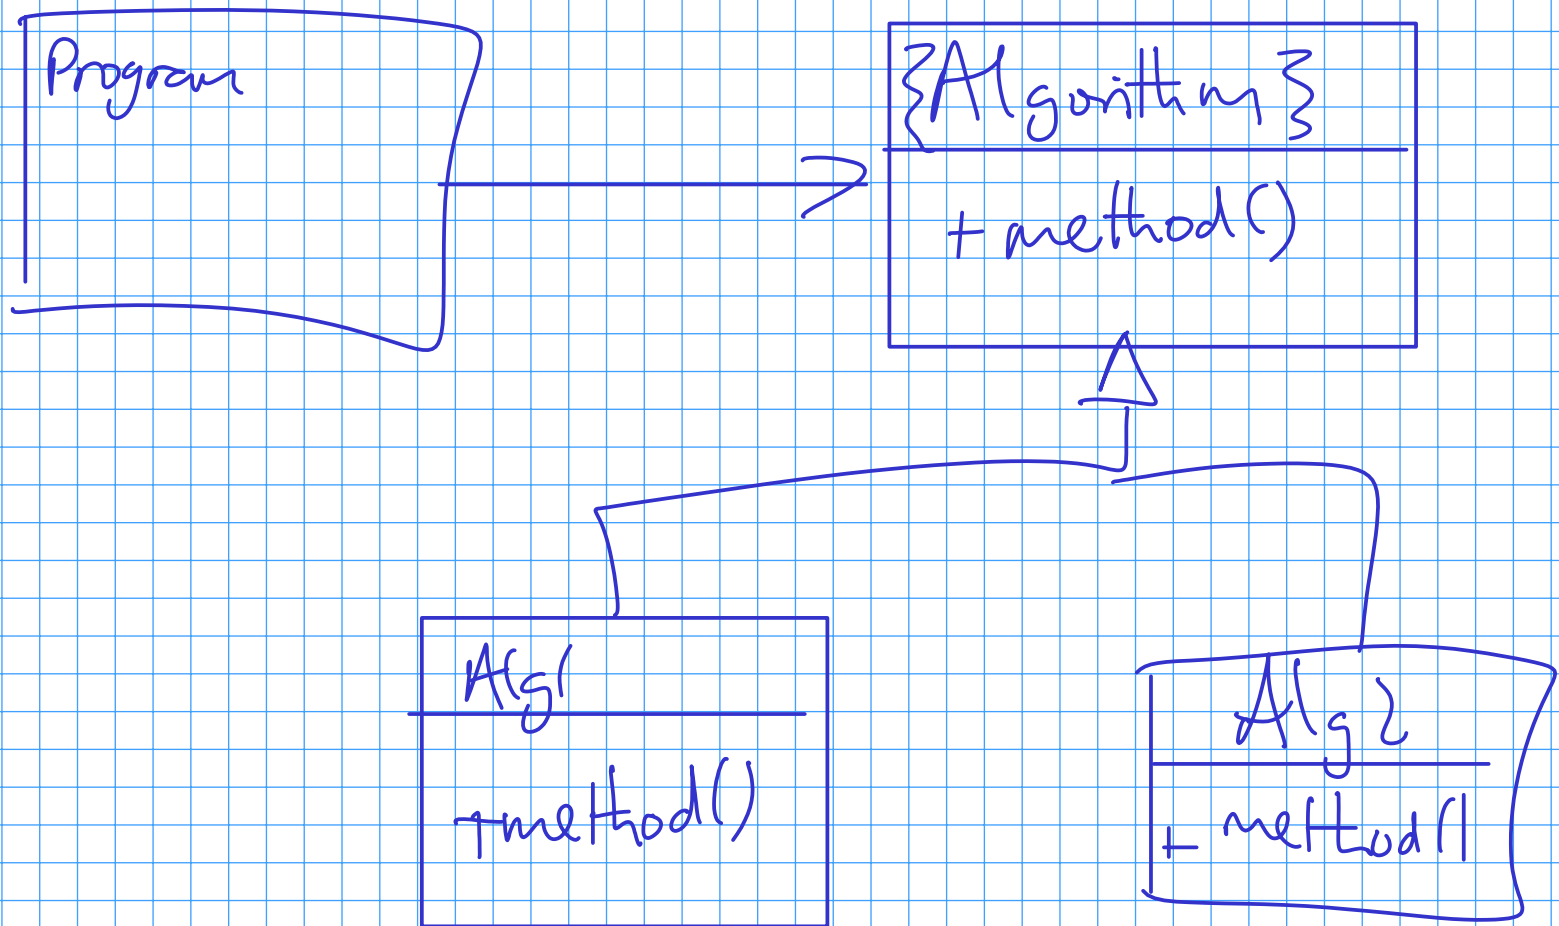 Program
{Algorithm}
+ method()
Alg1
+method()
Alg2
+ method()